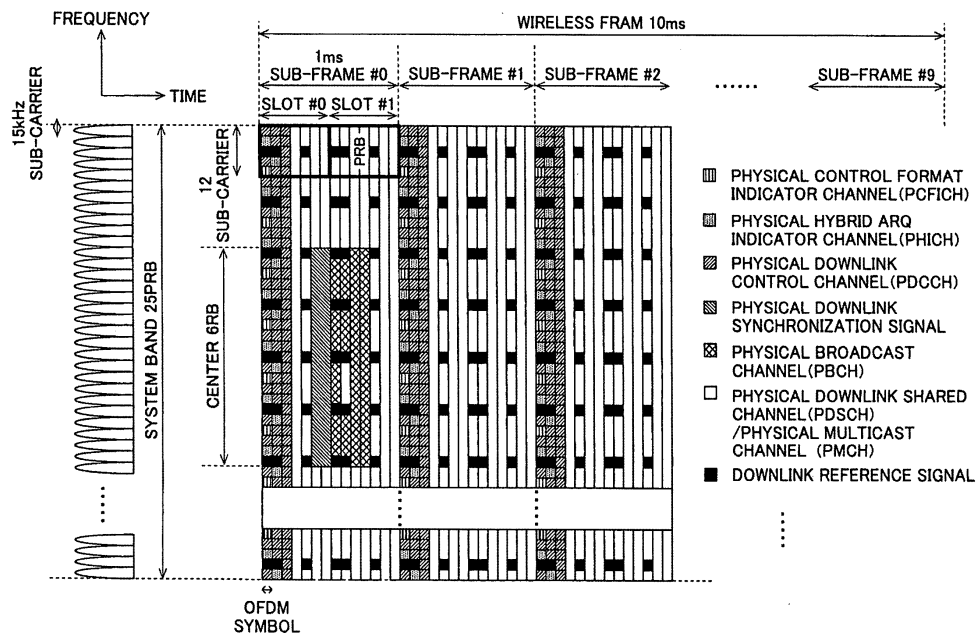 FREQUENCY
TIME
15kHz
SUB-CARRIER
SYSTEM BAND 25PRB
WIRELESS FRAM 10ms
1ms
SUB-FRAME #0
SUB-FRAME #1
SUB-FRAME #2
......
SUB-FRAME #9
SLOT #0
SLOT #1
12
SUB-CARRIER
PRB
CENTER 6RB
OFDM
SYMBOL
PHYSICAL CONTROL FORMAT
INDICATOR CHANNEL(PCFICH)
PHYSICAL HYBRID ARQ
INDICATOR CHANNEL(PHICH)
PHYSICAL DOWNLINK
CONTROL CHANNEL(PDCCH)
PHYSICAL DOWNLINK
SYNCHRONIZATION SIGNAL
PHYSICAL BROADCAST
CHANNEL(PBCH)
PHYSICAL DOWNLINK SHARED
CHANNEL(PDSCH)
/PHYSICAL MULTICAST
CHANNEL (PMCH)
DOWNLINK REFERENCE SIGNAL